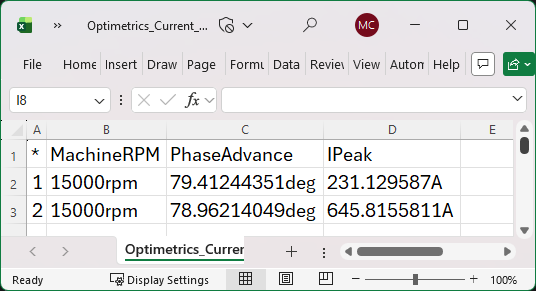 » Optimetrics_Current_... MC
File Home Insert Draw Page Formu Data Review View Autom Help
I8 fx
A B C D E
1 * MachineRPM PhaseAdvance IPeak
2 1 15000rpm 79.41244351deg 231.129587A
3 2 15000rpm 78.96214049deg 645.8155811A
Optimetrics_Curren
Ready Display Settings 100%